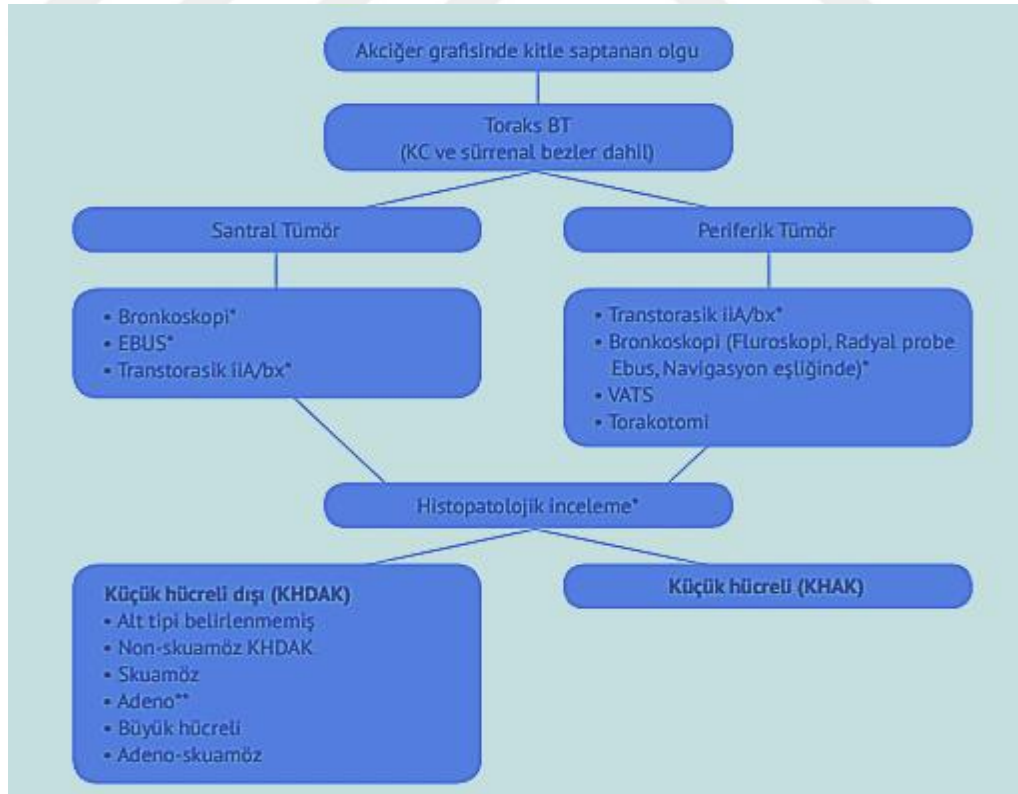 Akciğer grafisinde kitle saptanan olgu
Toraks BT
(KC ve sürrenal bezler dahil)
Santral Tümör
Periferik Tümör
• Bronkoskopi*
• EBUS*
• Transtorasik iİA/bx*
• Transtorasik iİA/bx*
• Bronkoskopi (Fluroskopi, Radyal probe
Ebus, Navigasyon eşliğinde)*
• VATS
• Torakotomi
Histopatolojik inceleme*
Küçük hücreli dışı (KHDAK)
• Alt tipi belirlenmemiş
• Non-skuamöz KHDAK
• Skuamöz
• Adeno**
• Büyük hücreli
• Adeno-skuamöz
Küçük hücreli (KHAK)